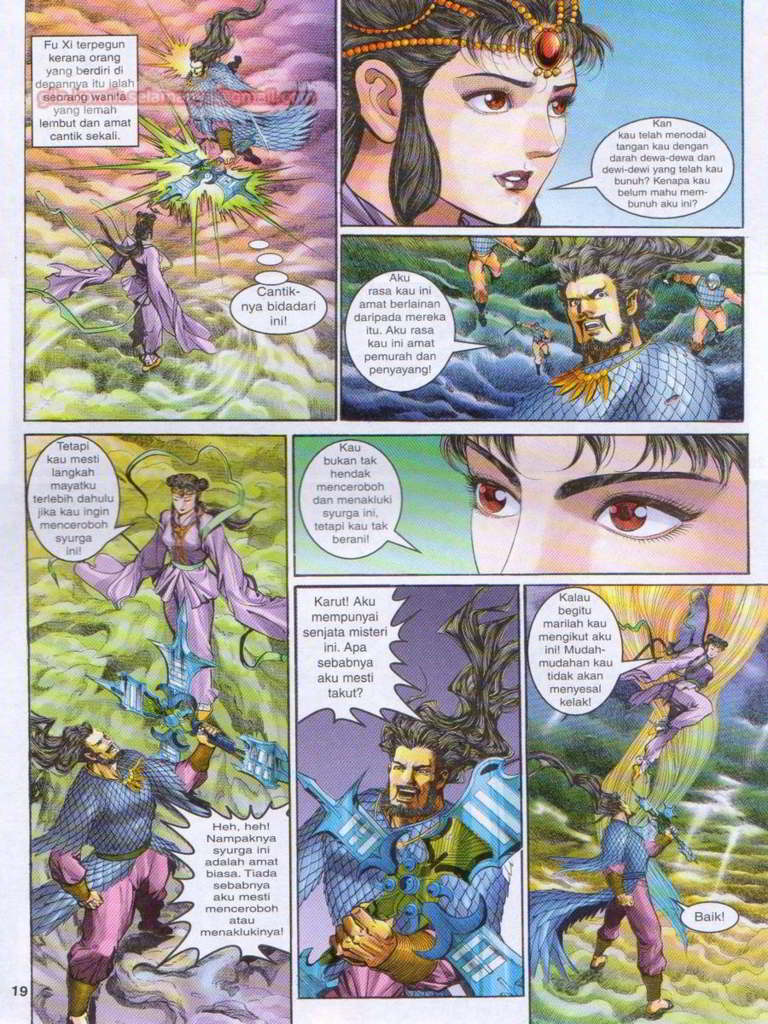 Fu Xi terpegun
kerana orang
yang berdiri di
depannya itu ialah
seorang wanita
yang lemah
lembut dan amat
cantik sekali.
Cantik-
nya bidadari
ini!
Kan
kau telah menodai
tangan kau dengan
darah dewa-dewa dan
dewi-dewi yang telah kau
bunuh? Kenapa kau
belum mahu mem-
bunuh aku ini?
Aku
rasa kau ini
amat berlainan
daripada mereka
itu. Aku rasa
kau ini amat
pemurah dan
penyayang!
Tetapi
kau mesti
langkah
mayatku
terlebih dahulu
jika kau ingin
menceroboh
syurga
ini!
Heh, heh!
Nampaknya
syurga ini
adalah amat
biasa. Tiada
sebabnya
aku mesti
menceroboh
atau
menaklukinya!
Kau
bukan tak
hendak
menceroboh
dan menakluki
syurga ini,
tetapi kau tak
berani!
Karut! Aku
mempunyai
senjata misteri
ini. Apa
sebabnya
aku mesti
takut?
Kalau
begitu
marilah kau
mengikut aku
ini! Mudah-
mudahan kau
tidak akan
menyesal
kelak!
Baik!
19